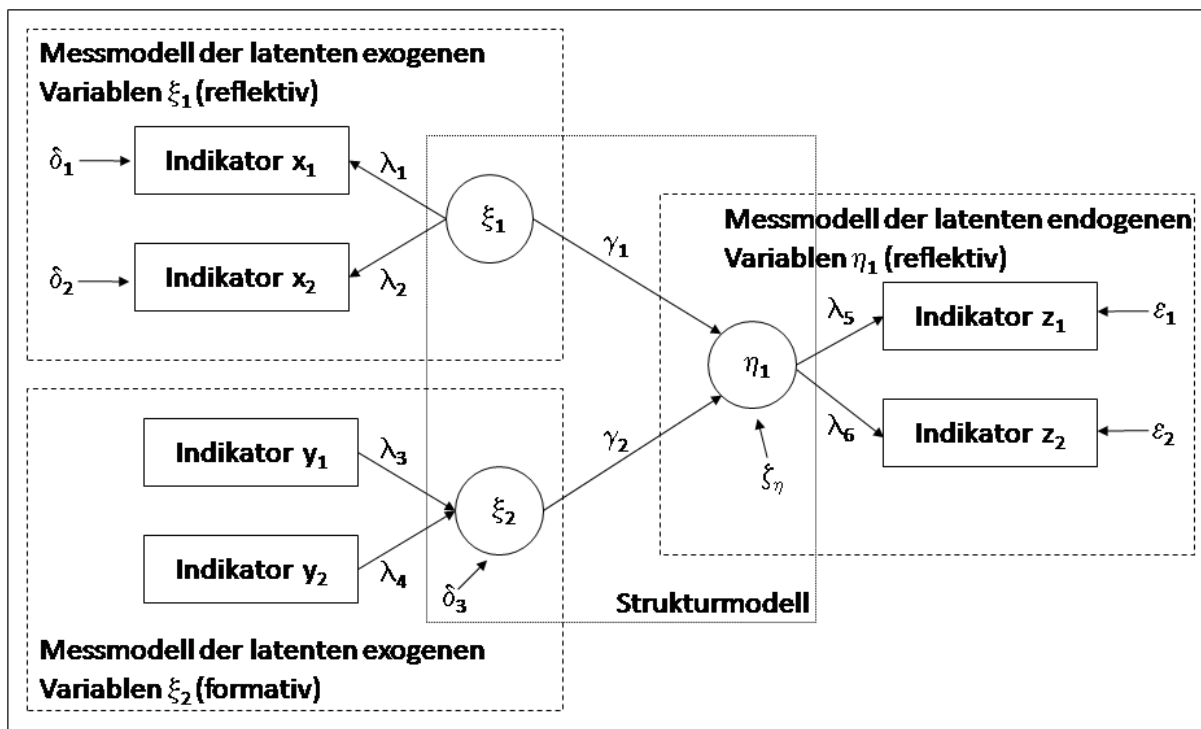 Messmodell der latenten exogenen
Variablen ξ₁ (reflektiv)
δ₁
Indikator x₁
λ₁
ξ₁
δ₂
Indikator x₂
λ₂
γ₁
Messmodell der latenten endogenen
Variablen η₁ (reflektiv)
λ₅
Indikator z₁
ε₁
η₁
λ₆
Indikator z₂
ε₂
ζη
Indikator y₁
λ₃
γ₂
ξ₂
Indikator y₂
λ₄
δ₃
Strukturmodell
Messmodell der latenten exogenen
Variablen ξ₂ (formativ)